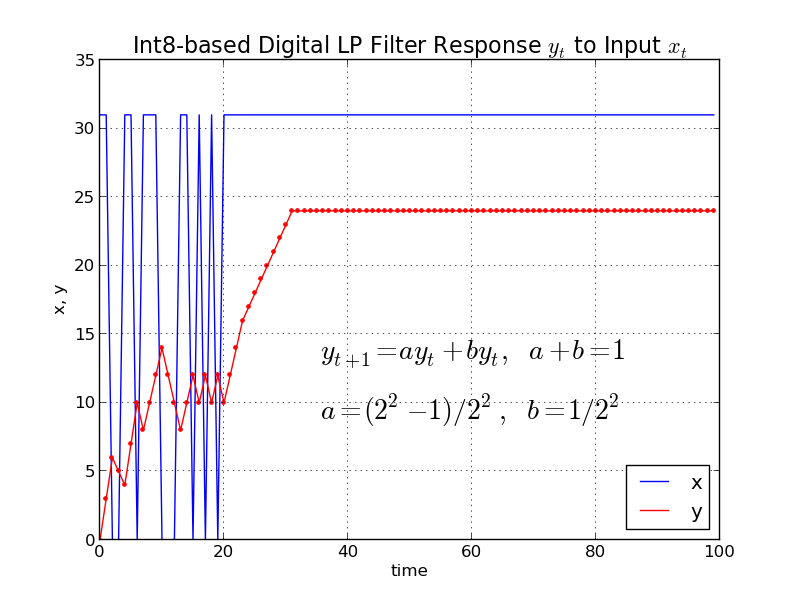 Int8-based Digital LP Filter Response y_t to Input x_t
35
30
25
20
15
10
5
0
x, y
y_{t+1} = ay_t + by_t, a + b = 1
a = (2^2 − 1)/2^2 , b = 1/2^2
x
y
0 20 40 60 80 100
time